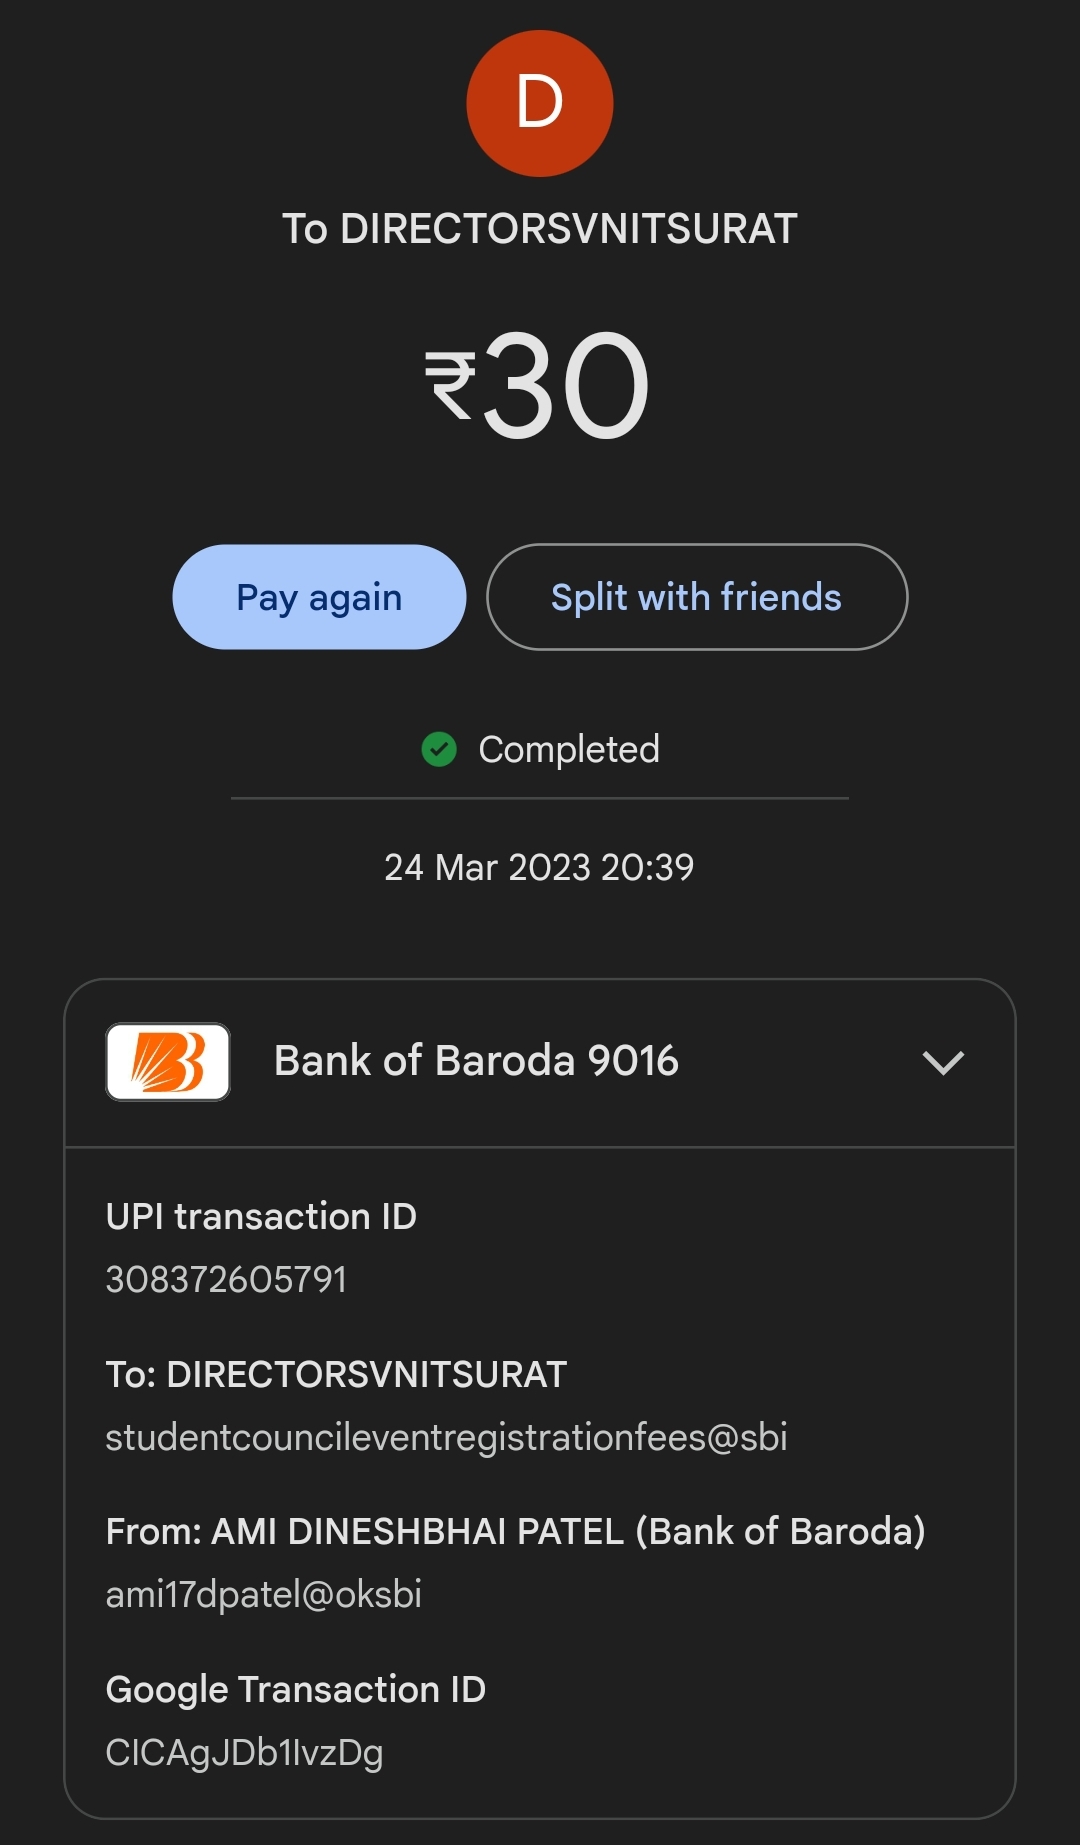 D
To DIRECTORSVNITSURAT
₹30
Pay again
Split with friends
Completed
24 Mar 2023 20:39
Bank of Baroda 9016
UPI transaction ID
308372605791
To: DIRECTORSVNITSURAT
studentcouncileventregistrationfees@sbi
From: AMI DINESHBHAI PATEL (Bank of Baroda)
ami17dpatel@oksbi
Google Transaction ID
CICAgJDb1IvzDg